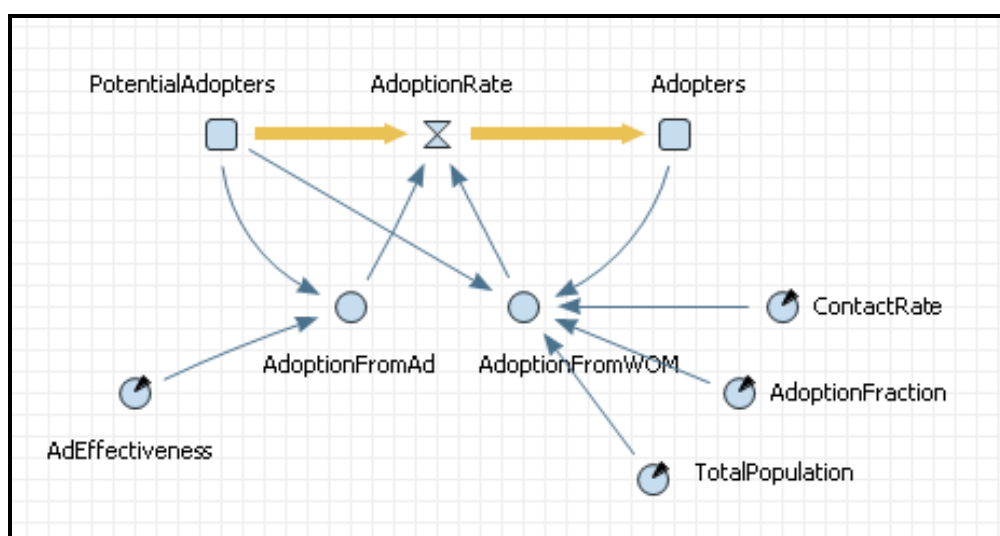 PotentialAdopters
AdoptionRate
Adopters
ContactRate
AdoptionFromAd
AdoptionFromWOM
AdoptionFraction
AdEffectiveness
TotalPopulation